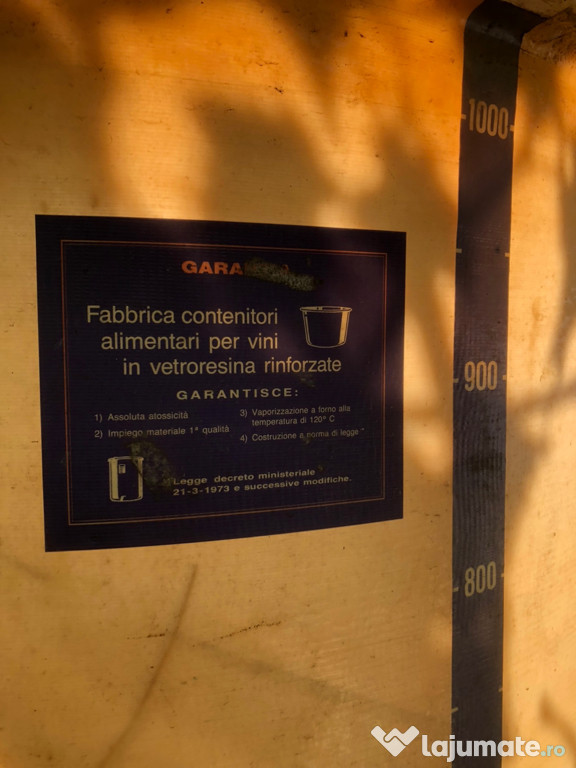 GARA
Fabbrica contenitori
alimentari per vini
in vetroresina rinforzate
GARANTISCE:
1) Assoluta atossicità
2) Impiego materiale 1ª qualità
3) Vaporizzazione a forno alla
temperatura di 120° C
4) Costruzione a norma di legge *
Legge decreto ministeriale
21-3-1973 e successive modifiche.
1000
900
800
lajumate.ro